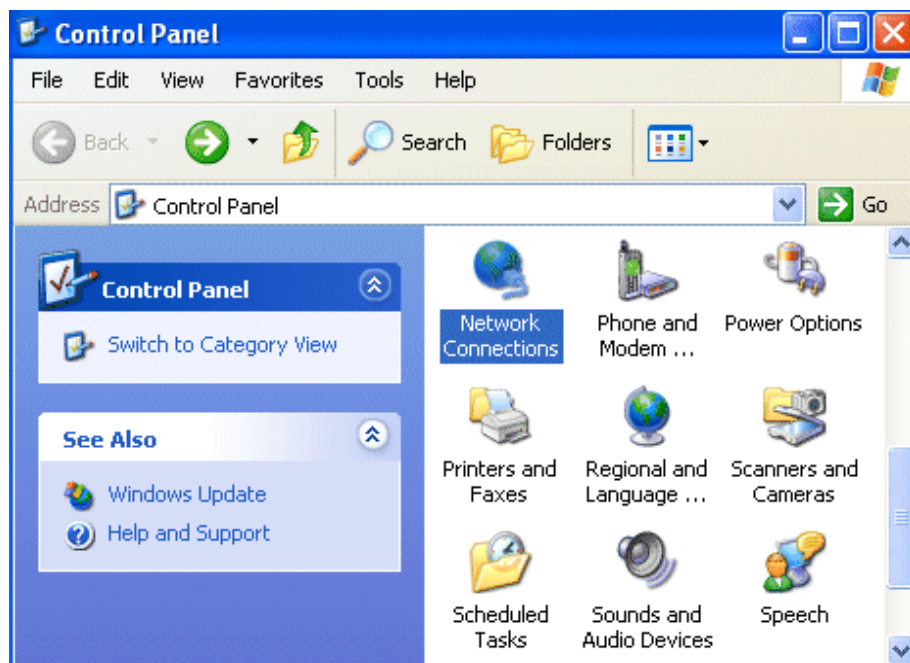 Control Panel
File Edit View Favorites Tools Help
Back Search Folders
Address Control Panel Go
Control Panel
Switch to Category View
See Also
Windows Update
Help and Support
Network
Connections
Phone and
Modem ...
Power Options
Printers and
Faxes
Regional and
Language ...
Scanners and
Cameras
Scheduled
Tasks
Sounds and
Audio Devices
Speech